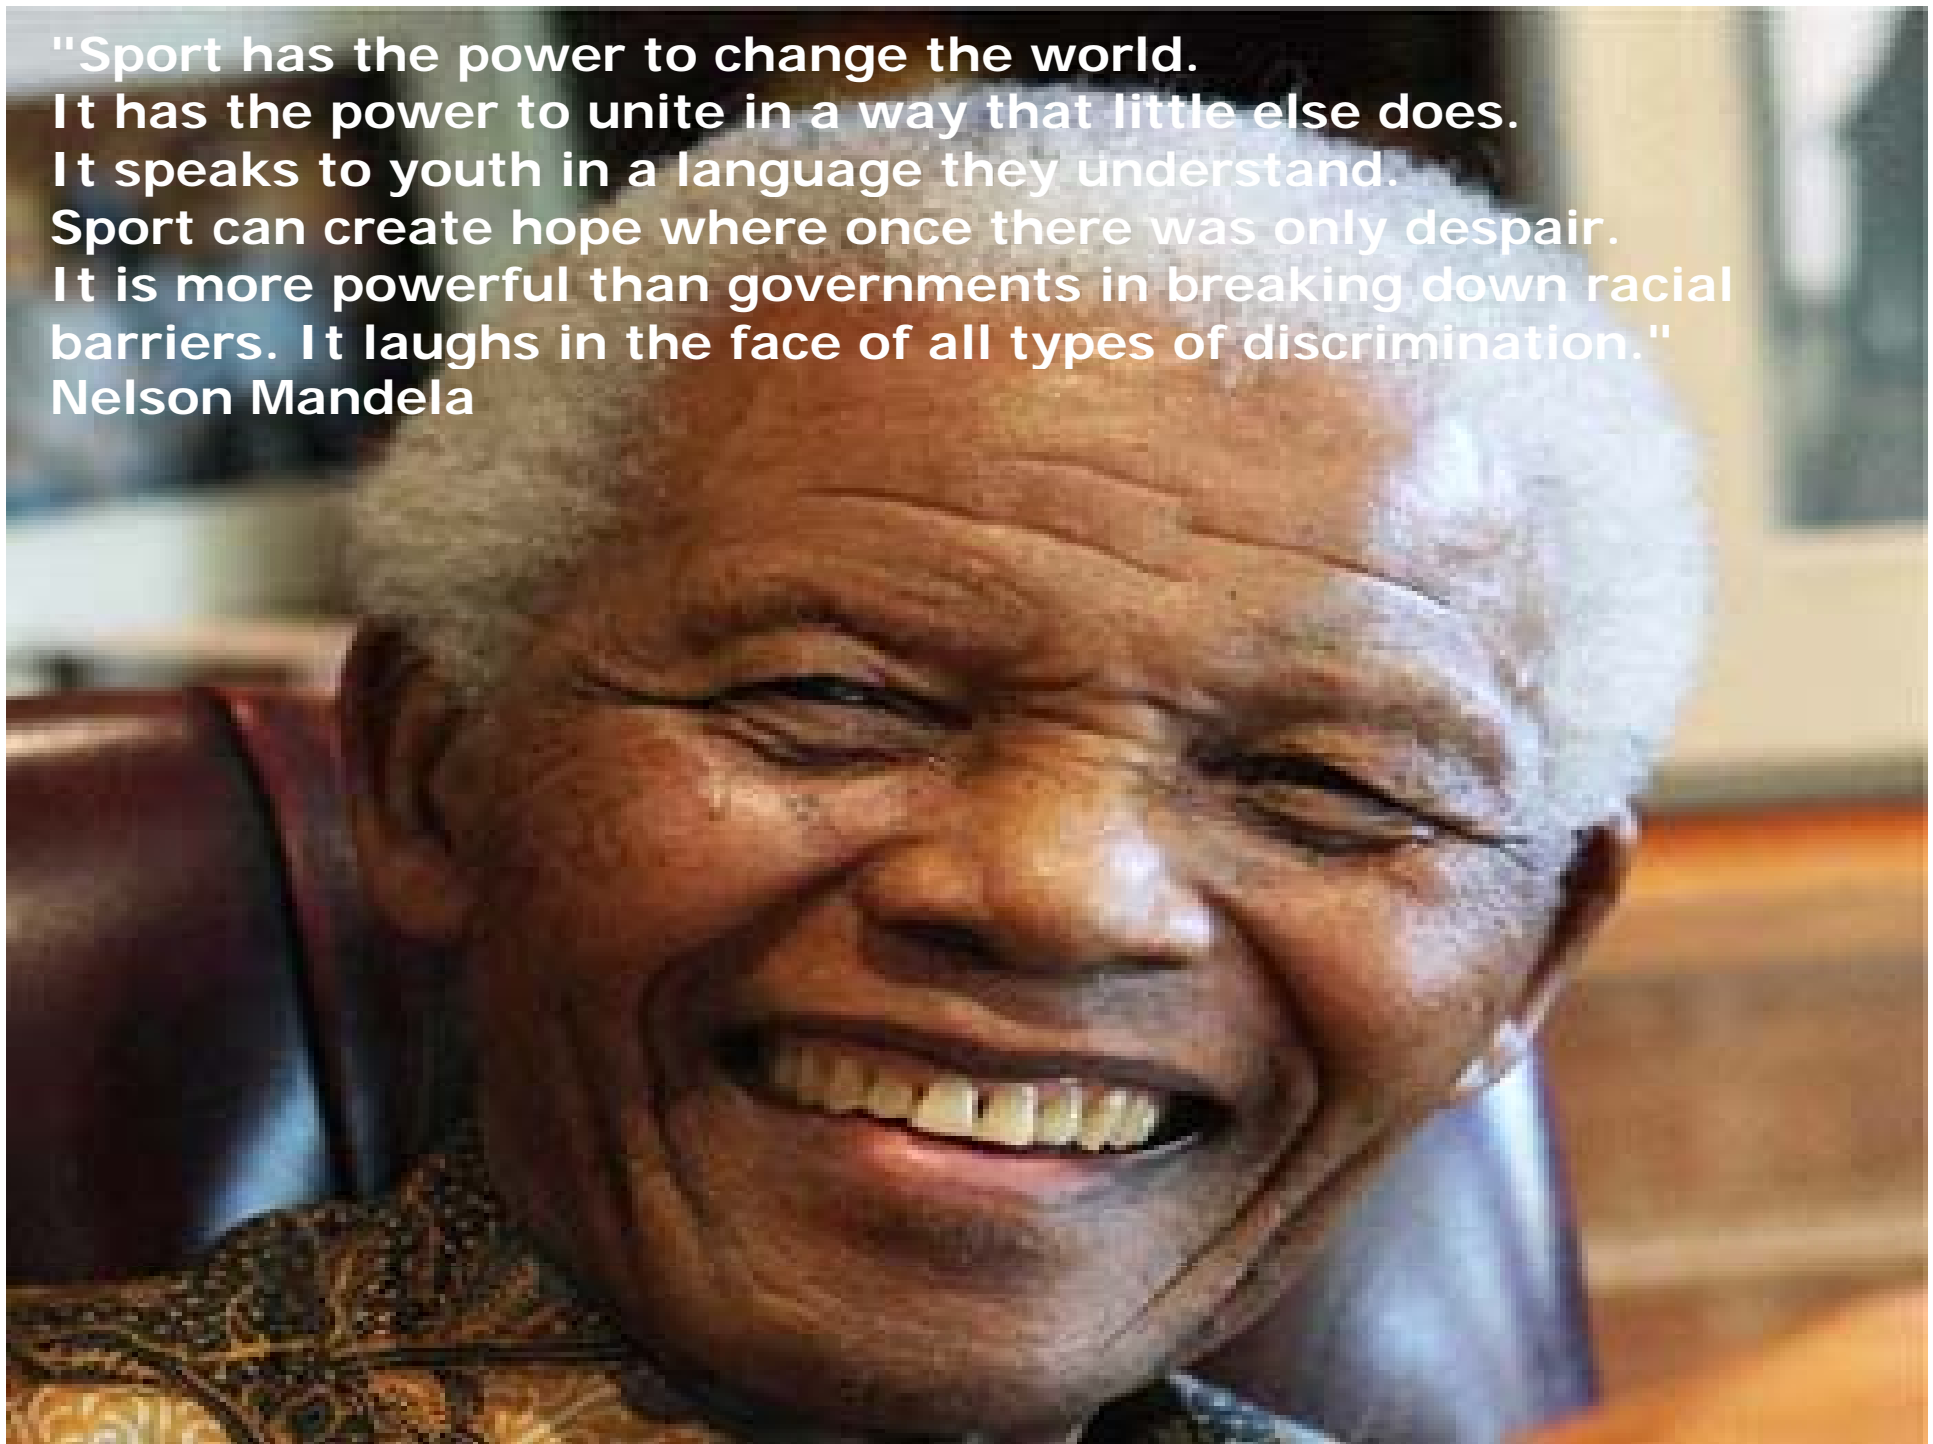 "Sport has the power to change the world.
It has the power to unite in a way that little else does.
It speaks to youth in a language they understand.
Sport can create hope where once there was only despair.
It is more powerful than governments in breaking down racial
barriers. It laughs in the face of all types of discrimination."
Nelson Mandela